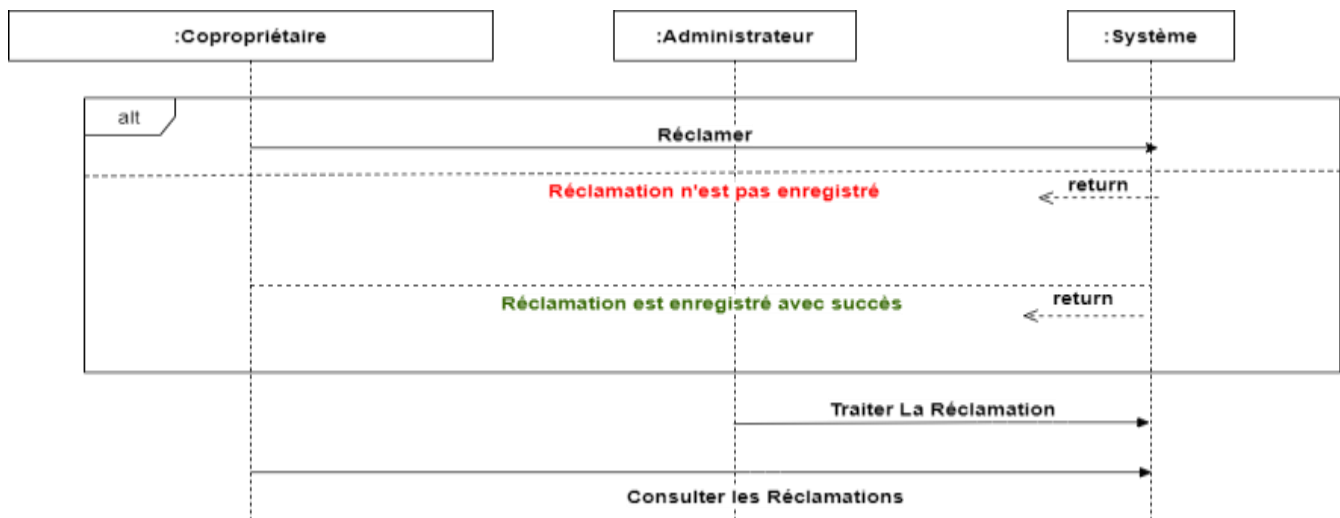 :Copropriétaire
:Administrateur
:Système
alt
Réclamer
Réclamation n'est pas enregistré
return
Réclamation est enregistré avec succès
return
Traiter La Réclamation
Consulter les Réclamations